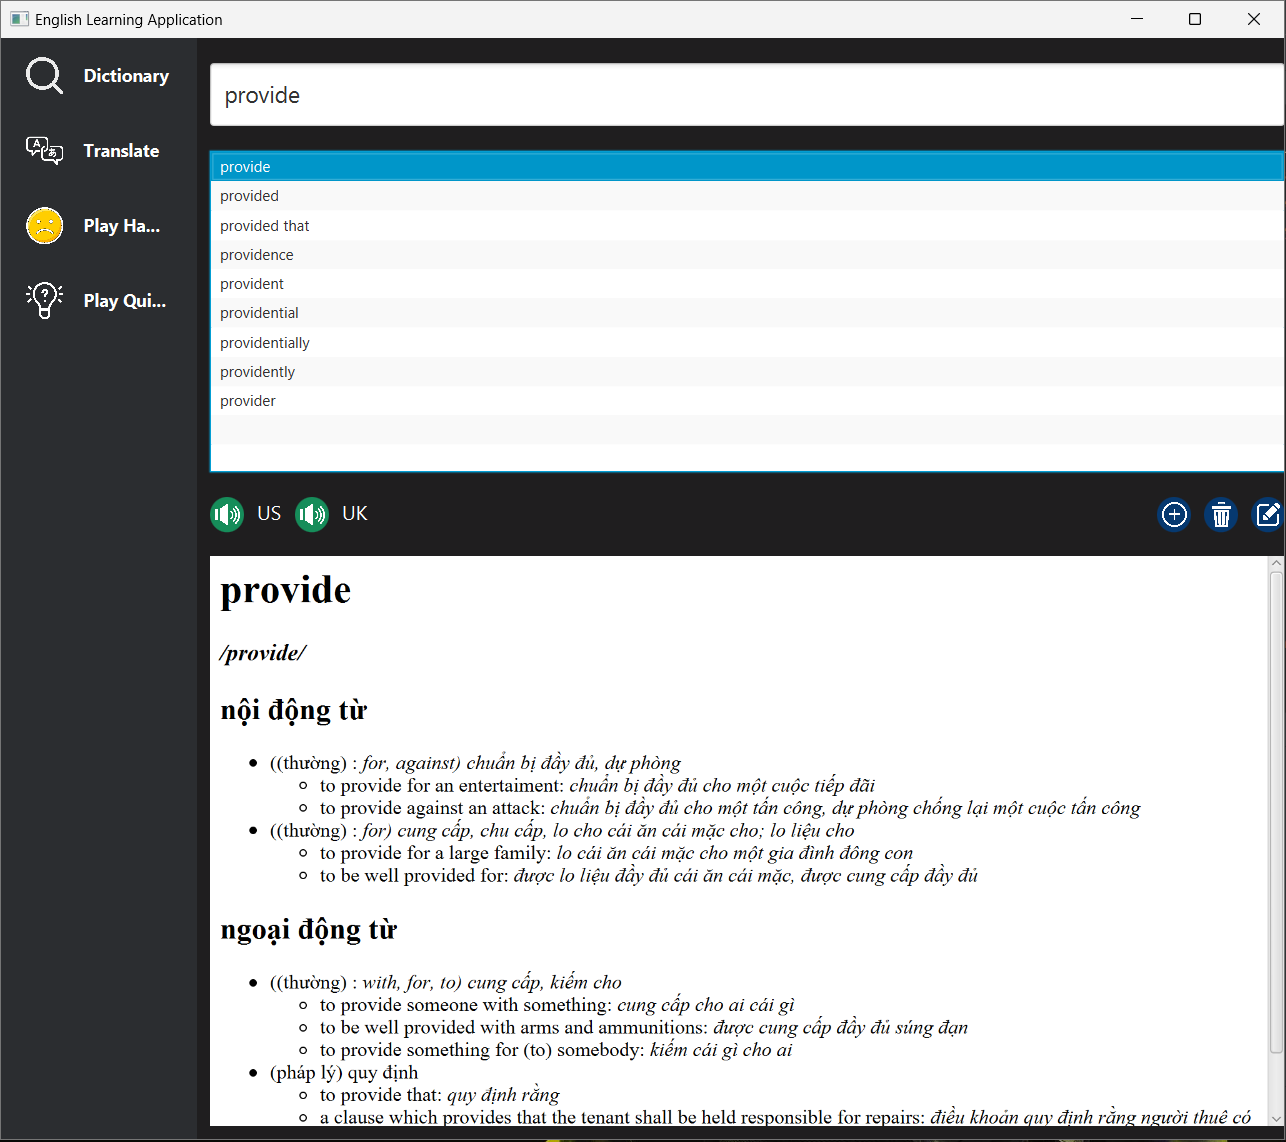 English Learning Application
Dictionary
Translate
Play Ha...
Play Qui...
provide
provide
provided
provided that
providence
provident
providential
providentially
providently
provider
US UK
provide
/provide/
nội động từ
((thường) : for, against) chuẩn bị đầy đủ, dự phòng
to provide for an entertaiment: chuẩn bị đầy đủ cho một cuộc tiếp đãi
to provide against an attack: chuẩn bị đầy đủ cho một tấn công, dự phòng chống lại một cuộc tấn công
((thường) : for) cung cấp, chu cấp, lo cho cái ăn cái mặc cho; lo liệu cho
to provide for a large family: lo cái ăn cái mặc cho một gia đình đông con
to be well provided for: được lo liệu đầy đủ cái ăn cái mặc, được cung cấp đầy đủ
ngoại động từ
((thường) : with, for, to) cung cấp, kiếm cho
to provide someone with something: cung cấp cho ai cái gì
to be well provided with arms and ammunitions: được cung cấp đầy đủ súng đạn
to provide something for (to) somebody: kiếm cái gì cho ai
(pháp lý) quy định
to provide that: quy định rằng
a clause which provides that the tenant shall be held responsible for repairs: điều khoản quy định rằng người thuê có